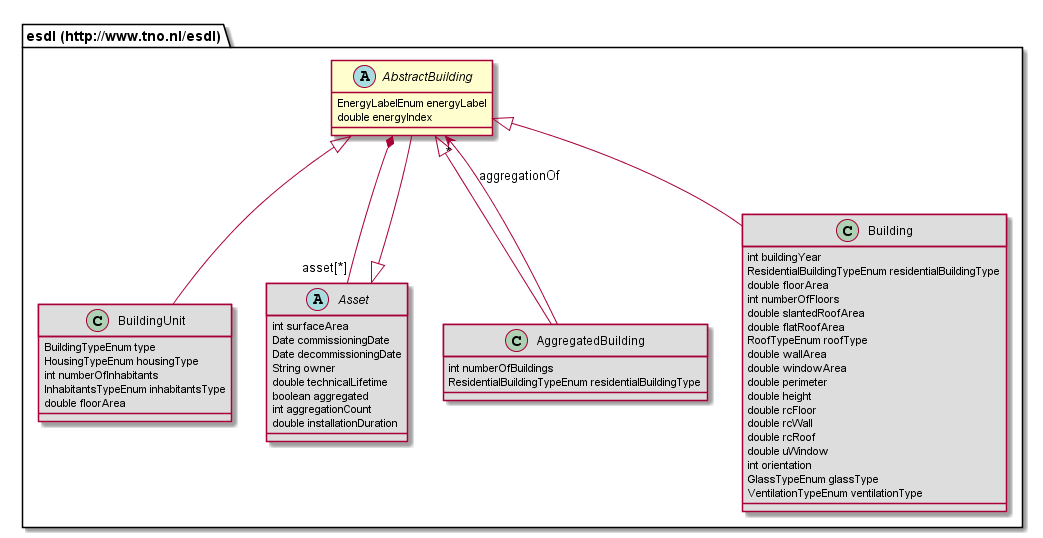 esdl (http://www.tno.nl/esdl)
A AbstractBuilding
EnergyLabelEnum energyLabel
double energyIndex
aggregationOf
*
asset[*]
C BuildingUnit
BuildingTypeEnum type
HousingTypeEnum housingType
int numberOfInhabitants
InhabitantsTypeEnum inhabitantsType
double floorArea
A Asset
int surfaceArea
Date commissioningDate
Date decommissioningDate
String owner
double technicalLifetime
boolean aggregated
int aggregationCount
double installationDuration
C AggregatedBuilding
int numberOfBuildings
ResidentialBuildingTypeEnum residentialBuildingType
C Building
int buildingYear
ResidentialBuildingTypeEnum residentialBuildingType
double floorArea
int numberOfFloors
double slantedRoofArea
double flatRoofArea
RoofTypeEnum roofType
double wallArea
double windowArea
double perimeter
double height
double rcFloor
double rcWall
double rcRoof
double uWindow
int orientation
GlassTypeEnum glassType
VentilationTypeEnum ventilationType